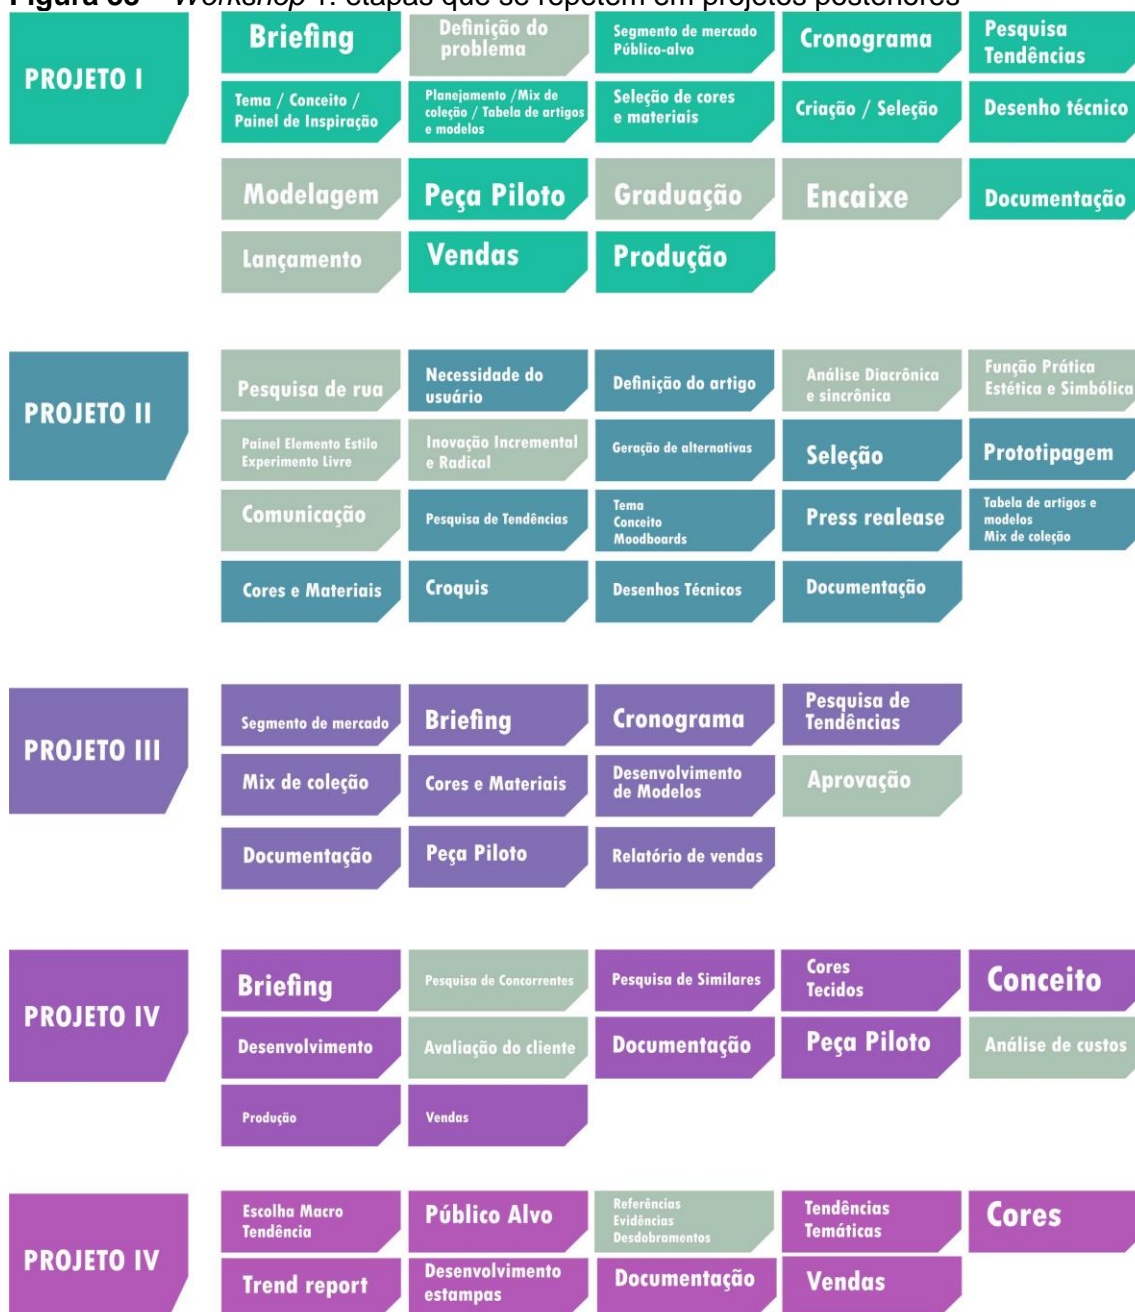 Figura 33 – Workshop 1: etapas que se repetem em projetos posteriores
PROJETO I
Briefing
Definição do
problema
Segmento de mercado
Público-alvo
Cronograma
Pesquisa
Tendências
Tema / Conceito /
Painel de Inspiração
Planejamento /Mix de
coleção / Tabela de artigos
e modelos
Seleção de cores
e materiais
Criação / Seleção
Desenho técnico
Modelagem
Peça Piloto
Graduação
Encaixe
Documentação
Lançamento
Vendas
Produção
PROJETO II
Pesquisa de rua
Necessidade do
usuário
Definição do artigo
Análise Diacrônica
e sincrônica
Função Prática
Estética e Simbólica
Painel Elemento Estilo
Experimento Livre
Inovação Incremental
e Radical
Geração de alternativas
Seleção
Prototipagem
Comunicação
Pesquisa de Tendências
Tema
Conceito
Moodboards
Press realease
Tabela de artigos e
modelos
Mix de coleção
Cores e Materiais
Croquis
Desenhos Técnicos
Documentação
PROJETO III
Segmento de mercado
Briefing
Cronograma
Pesquisa de
Tendências
Mix de coleção
Cores e Materiais
Desenvolvimento
de Modelos
Aprovação
Documentação
Peça Piloto
Relatório de vendas
PROJETO IV
Briefing
Pesquisa de Concorrentes
Pesquisa de Similares
Cores
Tecidos
Conceito
Desenvolvimento
Avaliação do cliente
Documentação
Peça Piloto
Análise de custos
Produção
Vendas
PROJETO IV
Escolha Macro
Tendência
Público Alvo
Referências
Evidências
Desdobramentos
Tendências
Temáticas
Cores
Trend report
Desenvolvimento
estampas
Documentação
Vendas